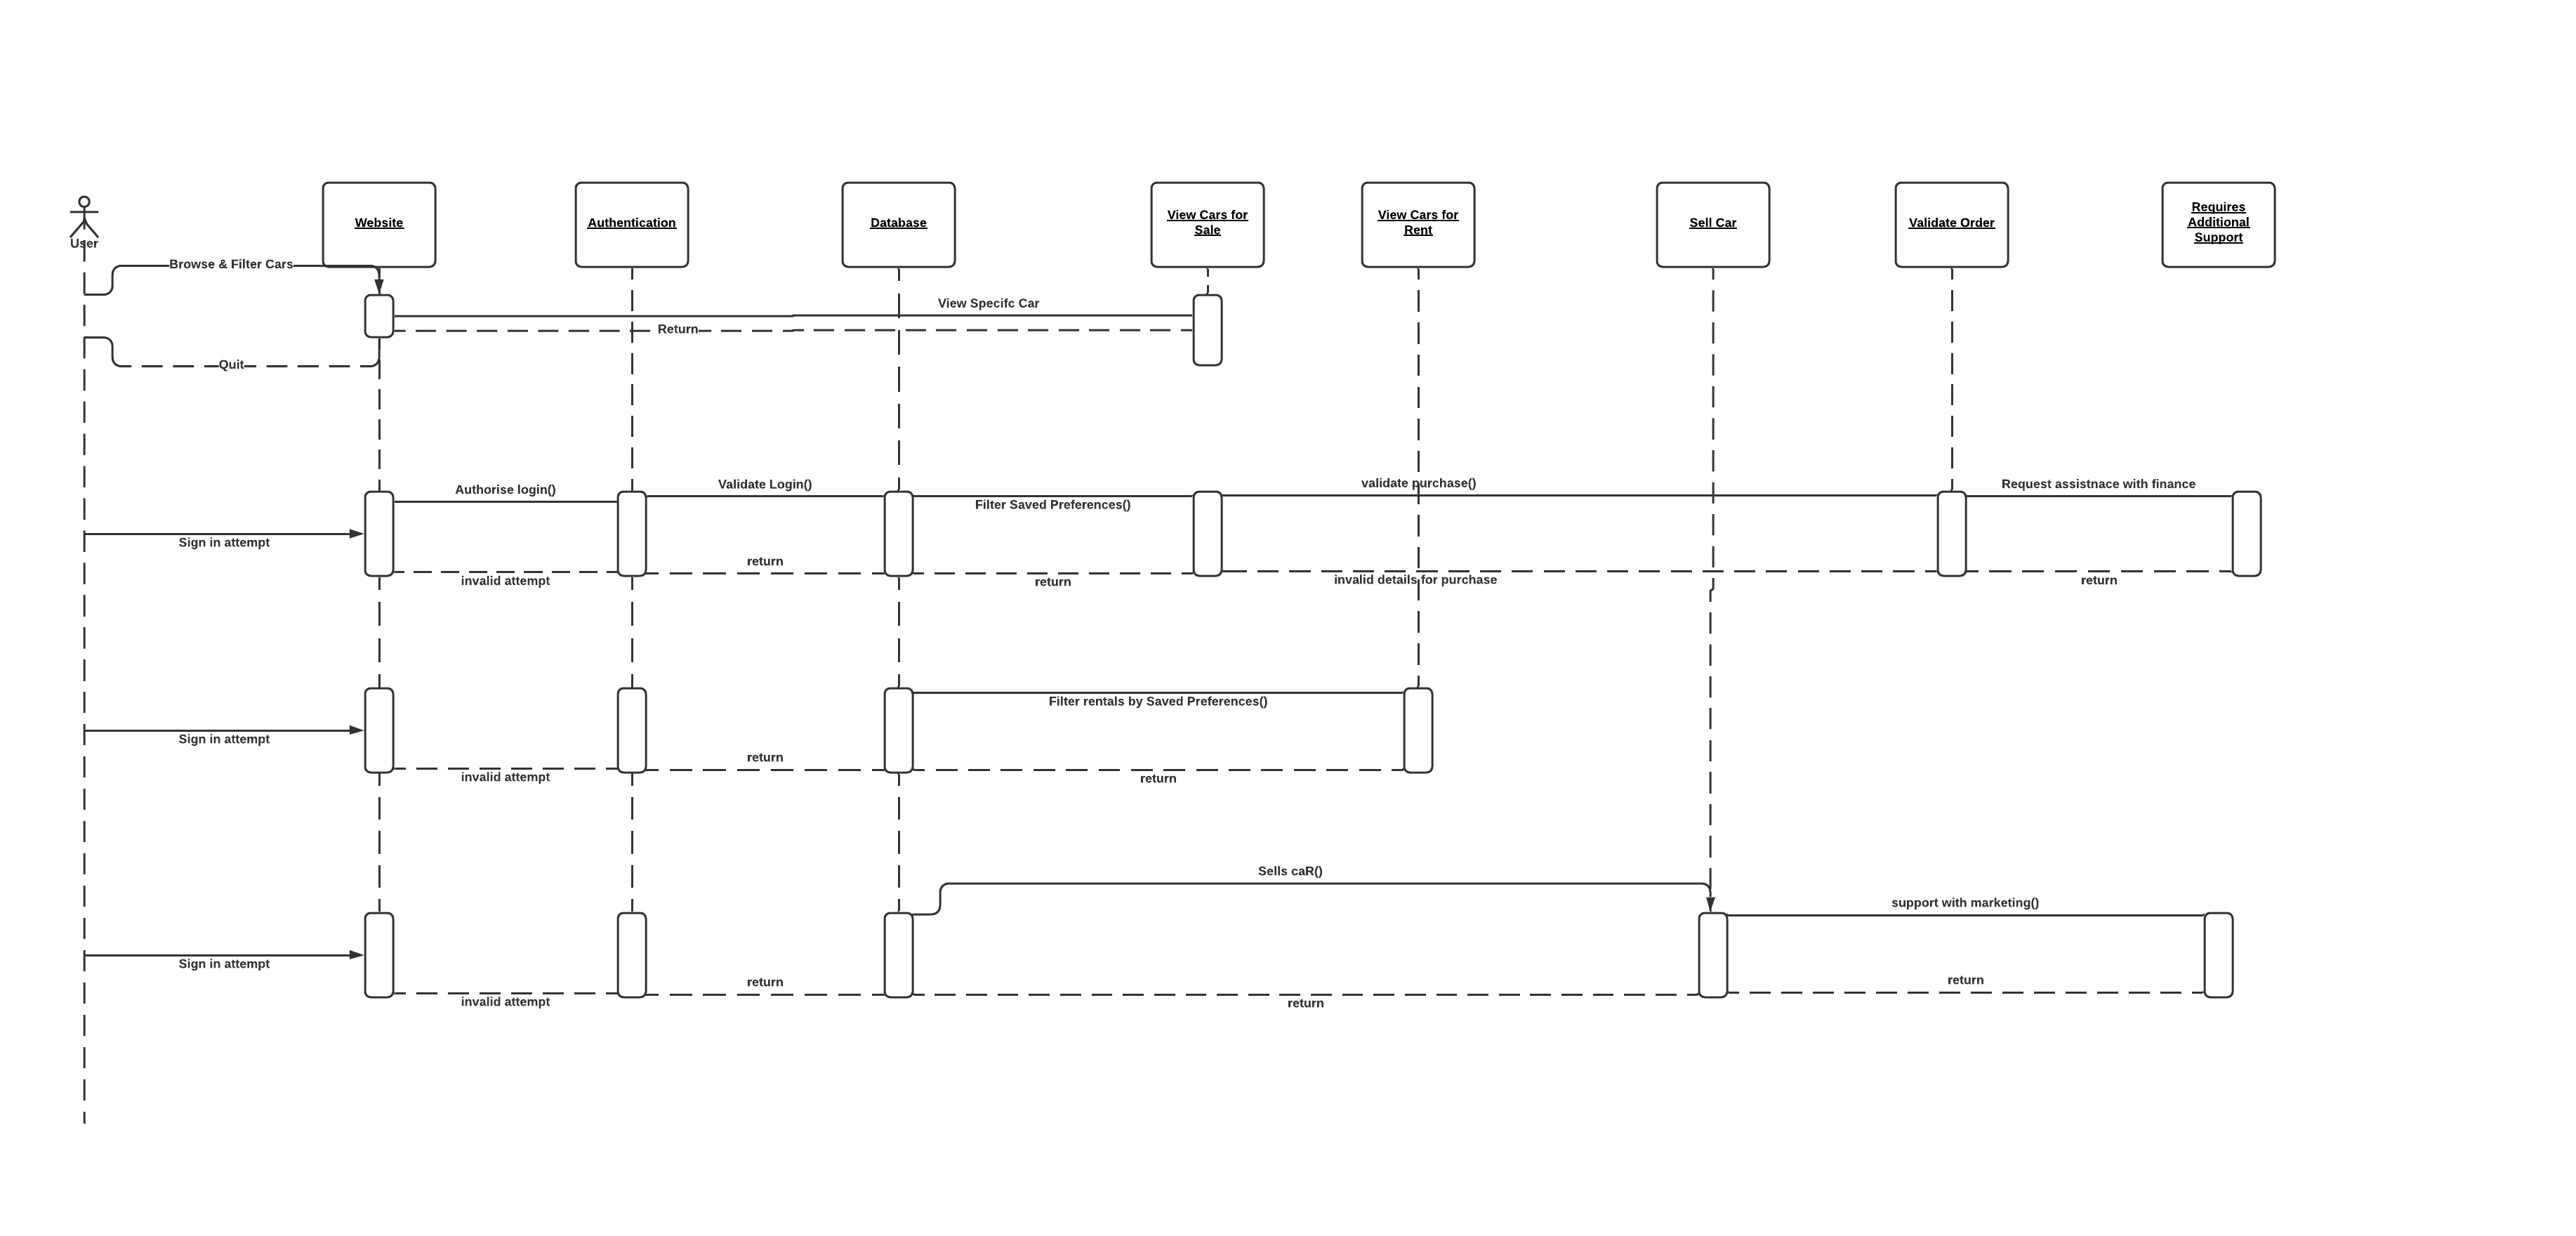 User
Website
Authentication
Database
View Cars for
Sale
View Cars for
Rent
Sell Car
Validate Order
Requires
Additional
Support
Browse & Filter Cars
View Specifc Car
Return
Quit
Authorise login()
Validate Login()
Filter Saved Preferences()
validate purchase()
Request assistnace with finance
Sign in attempt
invalid attempt
return
return
invalid details for purchase
return
Filter rentals by Saved Preferences()
Sign in attempt
invalid attempt
return
return
Sells caR()
support with marketing()
Sign in attempt
invalid attempt
return
return
return